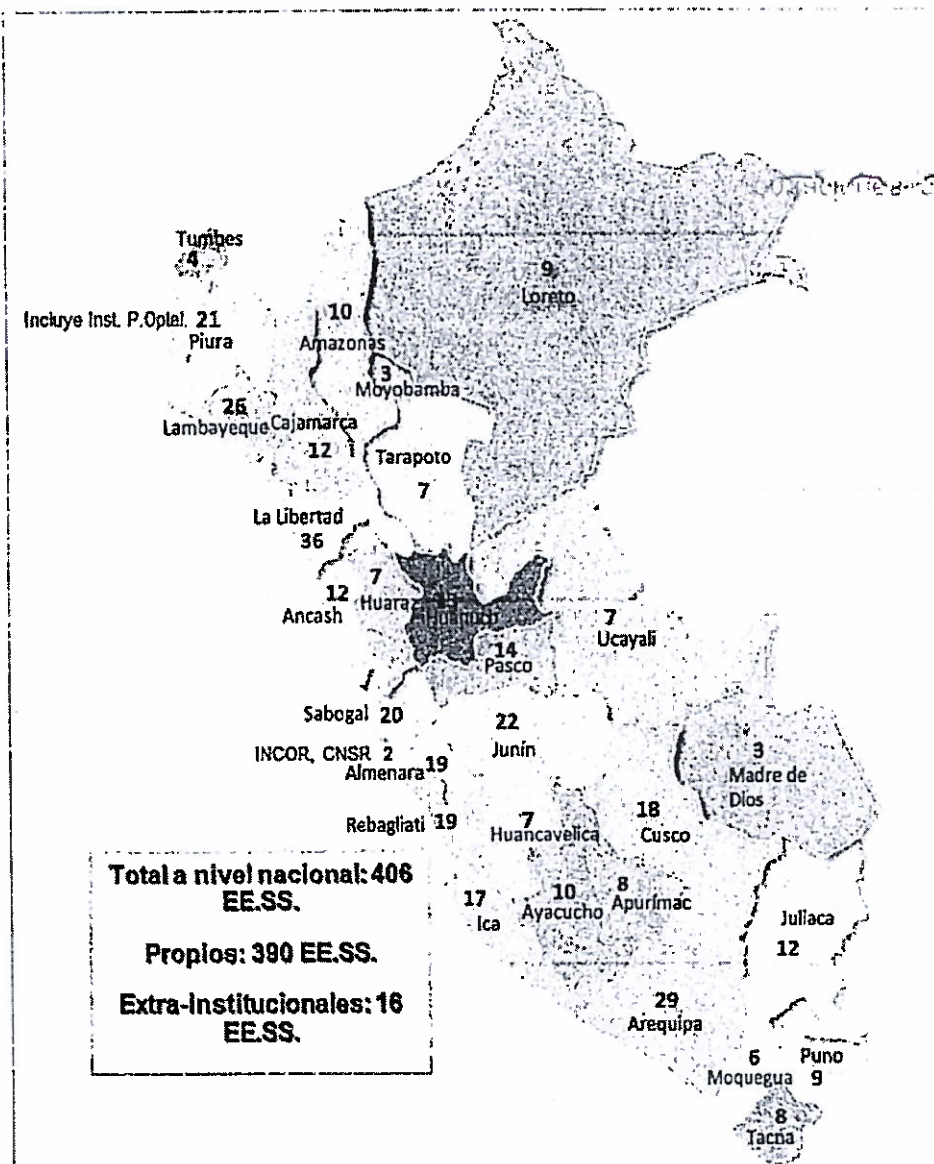 Tumbes
4
9
Loreto
Incluye Inst. P.Optal. 21
Piura
10
Amazonas
3
Moyobamba
26
Lambayeque
Cajamarca
12
Tarapoto
7
La Libertad
36
7
Huaraz
12
Ancash
Huanuco
7
Ucayali
14
Pasco
Sabogal 20
22
Junín
INCOR, CNSR 2
Almenara 19
3
Madre de
Dios
Rebagliati 19
7
Huancavelica
18
Cusco
17
Ica
10
Ayacucho
8
Apurímac
Juliaca
12
29
Arequipa
6
Moquegua
Puno
9
8
Tacna
Total a nivel nacional: 406
EE.SS.
Propios: 390 EE.SS.
Extra-institucionales: 16
EE.SS.